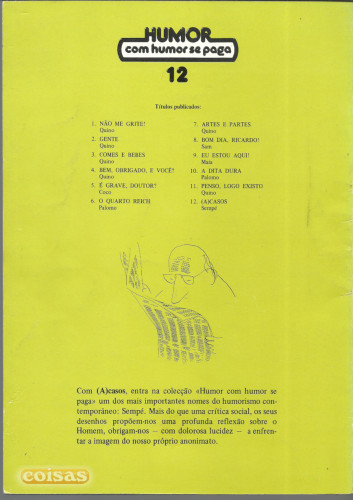 HUMOR
com humor se paga
12
Títulos publicados:
1. NÃO ME GRITE!
Quino
2. GENTE
Quino
3. COMES E BEBES
Quino
4. BEM, OBRIGADO, E VOCÊ?
Quino
5. É GRAVE, DOUTOR?
Coco
6. O QUARTO REICH
Palomo
7. ARTES E PARTES
Quino
8. BOM DIA, RICARDO!
Sam
9. EU ESTOU AQUI!
Maia
10. A DITA DURA
Palomo
11. PENSO, LOGO EXISTO
Quino
12. (A)CASOS
Sempé
Com (A)casos, entra na colecção «Humor com humor se
paga» um dos mais importantes nomes do humorismo con-
temporâneo: Sempé. Mais do que uma crítica social, os seus
desenhos propõem-nos uma profunda reflexão sobre o
Homem, obrigam-nos — com dolorosa lucidez — a enfren-
tar a imagem do nosso próprio anonimato.
coisas